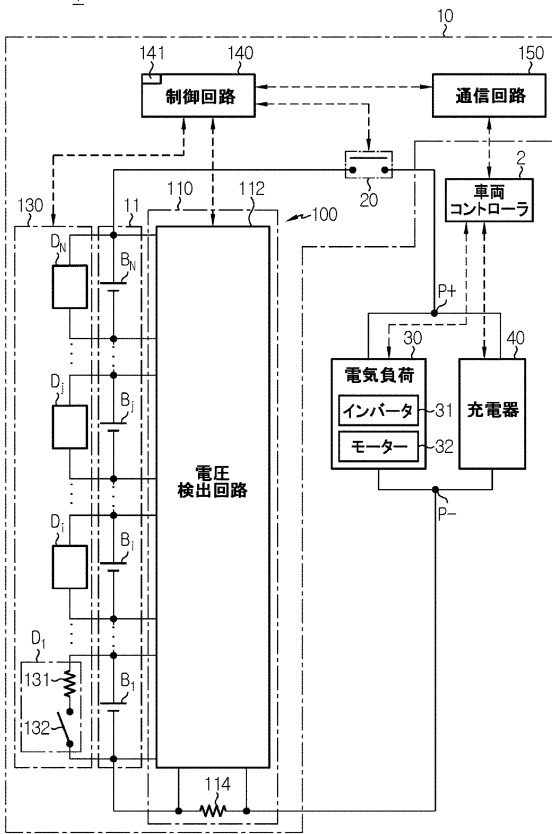 10
141
140
制御回路
150
通信回路
2
車両
コントローラ
20
130
11
110
112
100
D_N
B_N
P+
30
40
電気負荷
インバータ
31
モーター
32
充電器
D_j
B_j
電圧
検出回路
P-
D_i
B_i
D_1
131
132
B_1
114